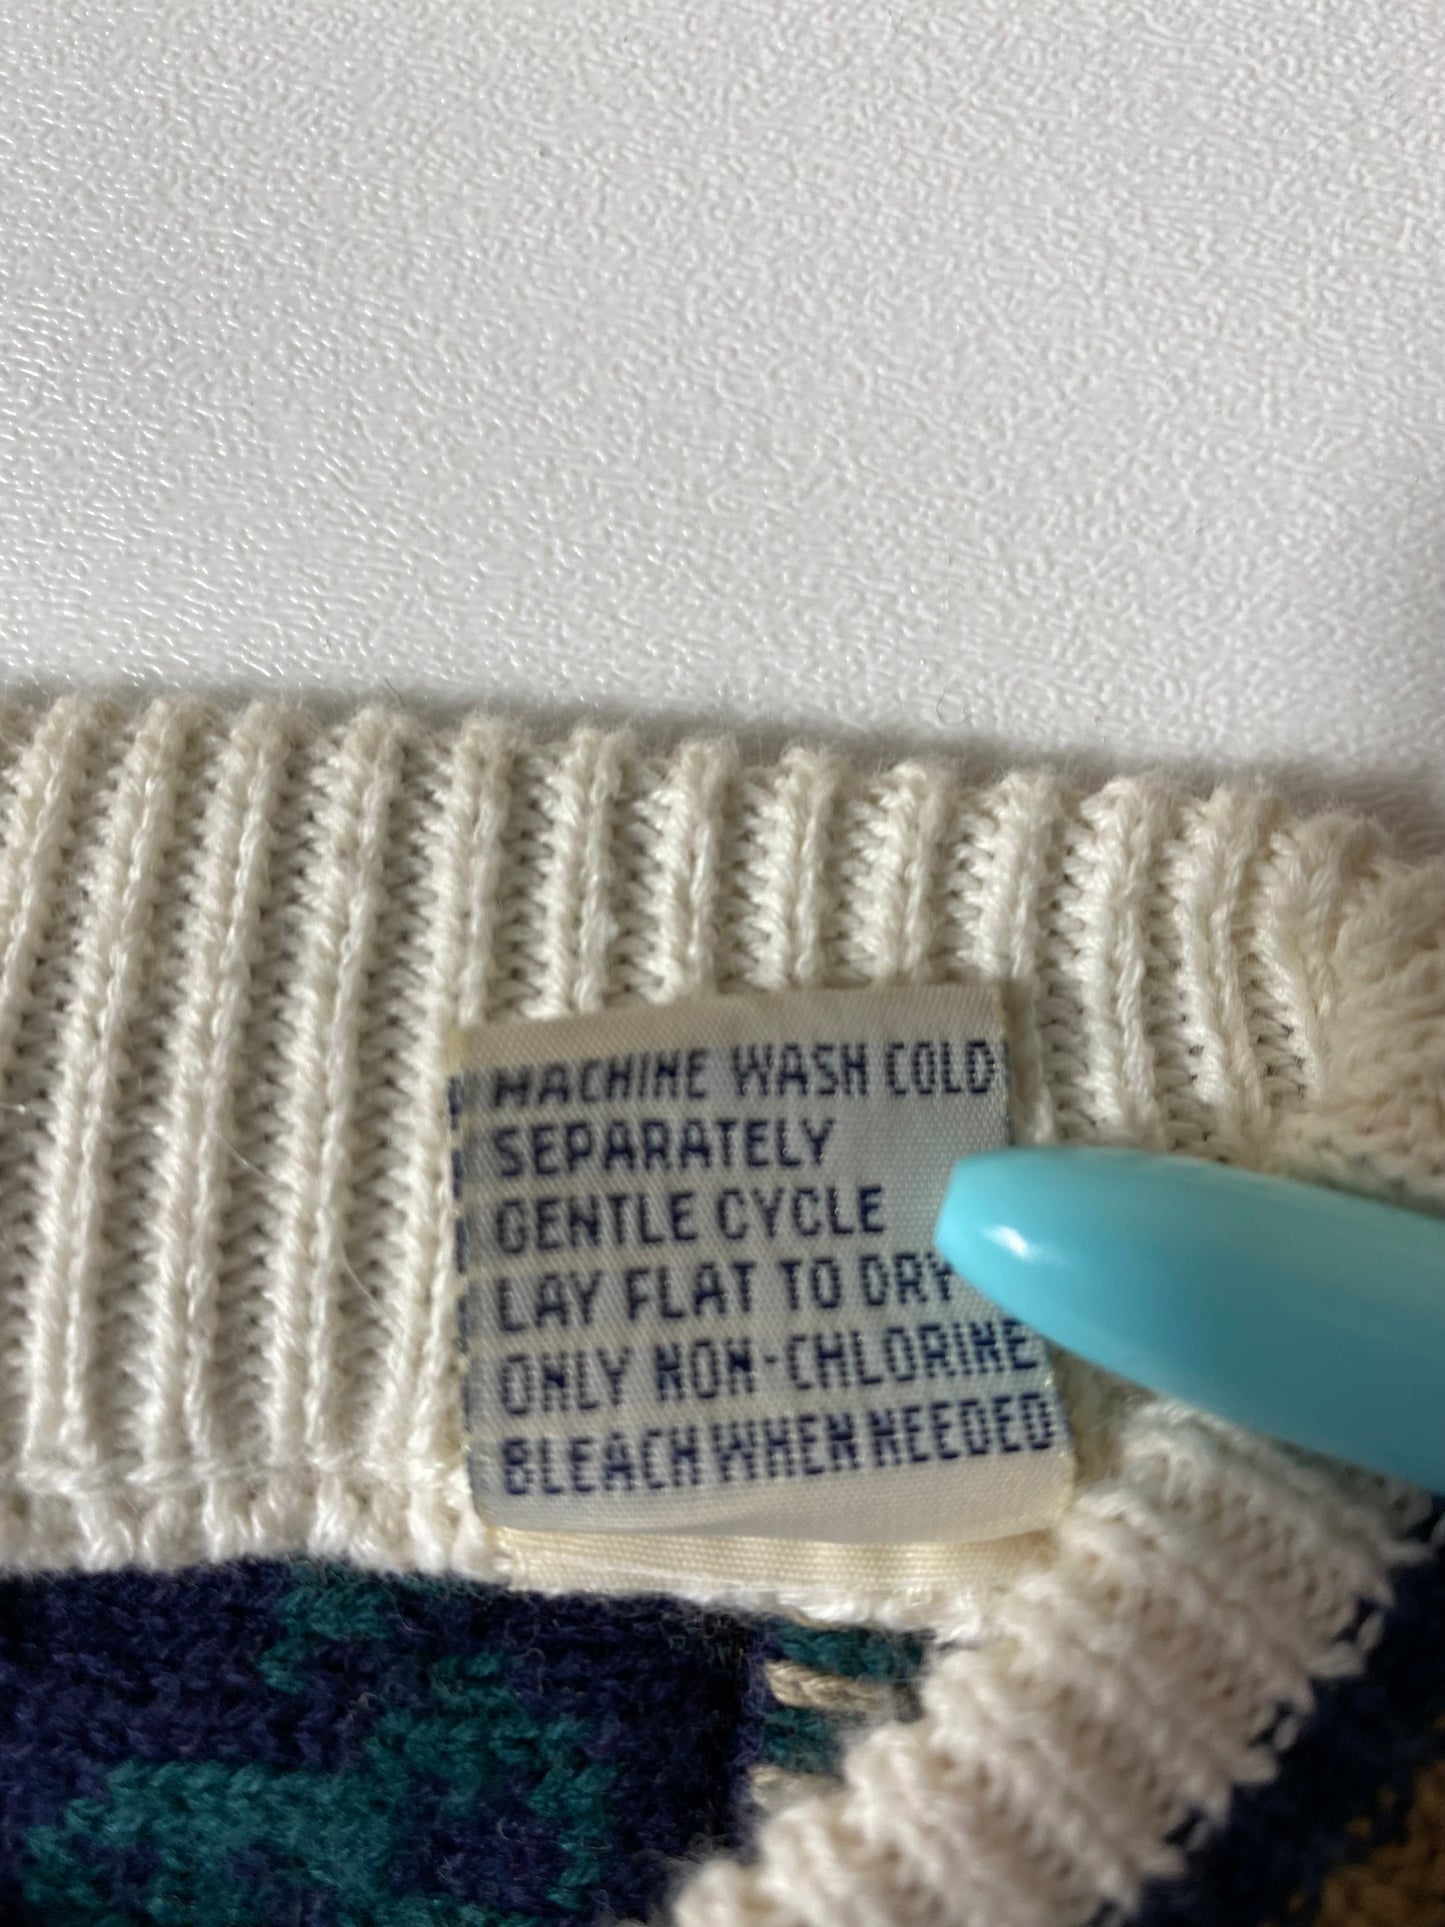 MACHINE WASH COLD
SEPARATELY
GENTLE CYCLE
LAY FLAT TO DRY
ONLY NON-CHLORINE
BLEACH WHEN NEEDED